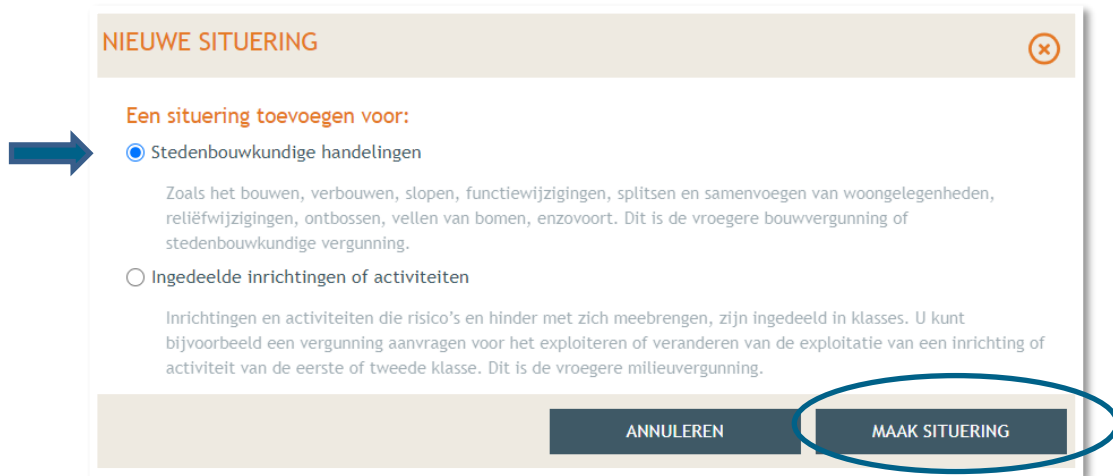 NIEUWE SITUERING
Een situering toevoegen voor:
Stedenbouwkundige handelingen
Zoals het bouwen, verbouwen, slopen, functiewijzigingen, splitsen en samenvoegen van woongelegenheden,
reliëfwijzigingen, ontbossen, vellen van bomen, enzovoort. Dit is de vroegere bouwvergunning of
stedenbouwkundige vergunning.
Ingedeelde inrichtingen of activiteiten
Inrichtingen en activiteiten die risico's en hinder met zich meebrengen, zijn ingedeeld in klasses. U kunt
bijvoorbeeld een vergunning aanvragen voor het exploiteren of veranderen van de exploitatie van een inrichting of
activiteit van de eerste of tweede klasse. Dit is de vroegere milieuvergunning.
ANNULEREN MAAK SITUERING